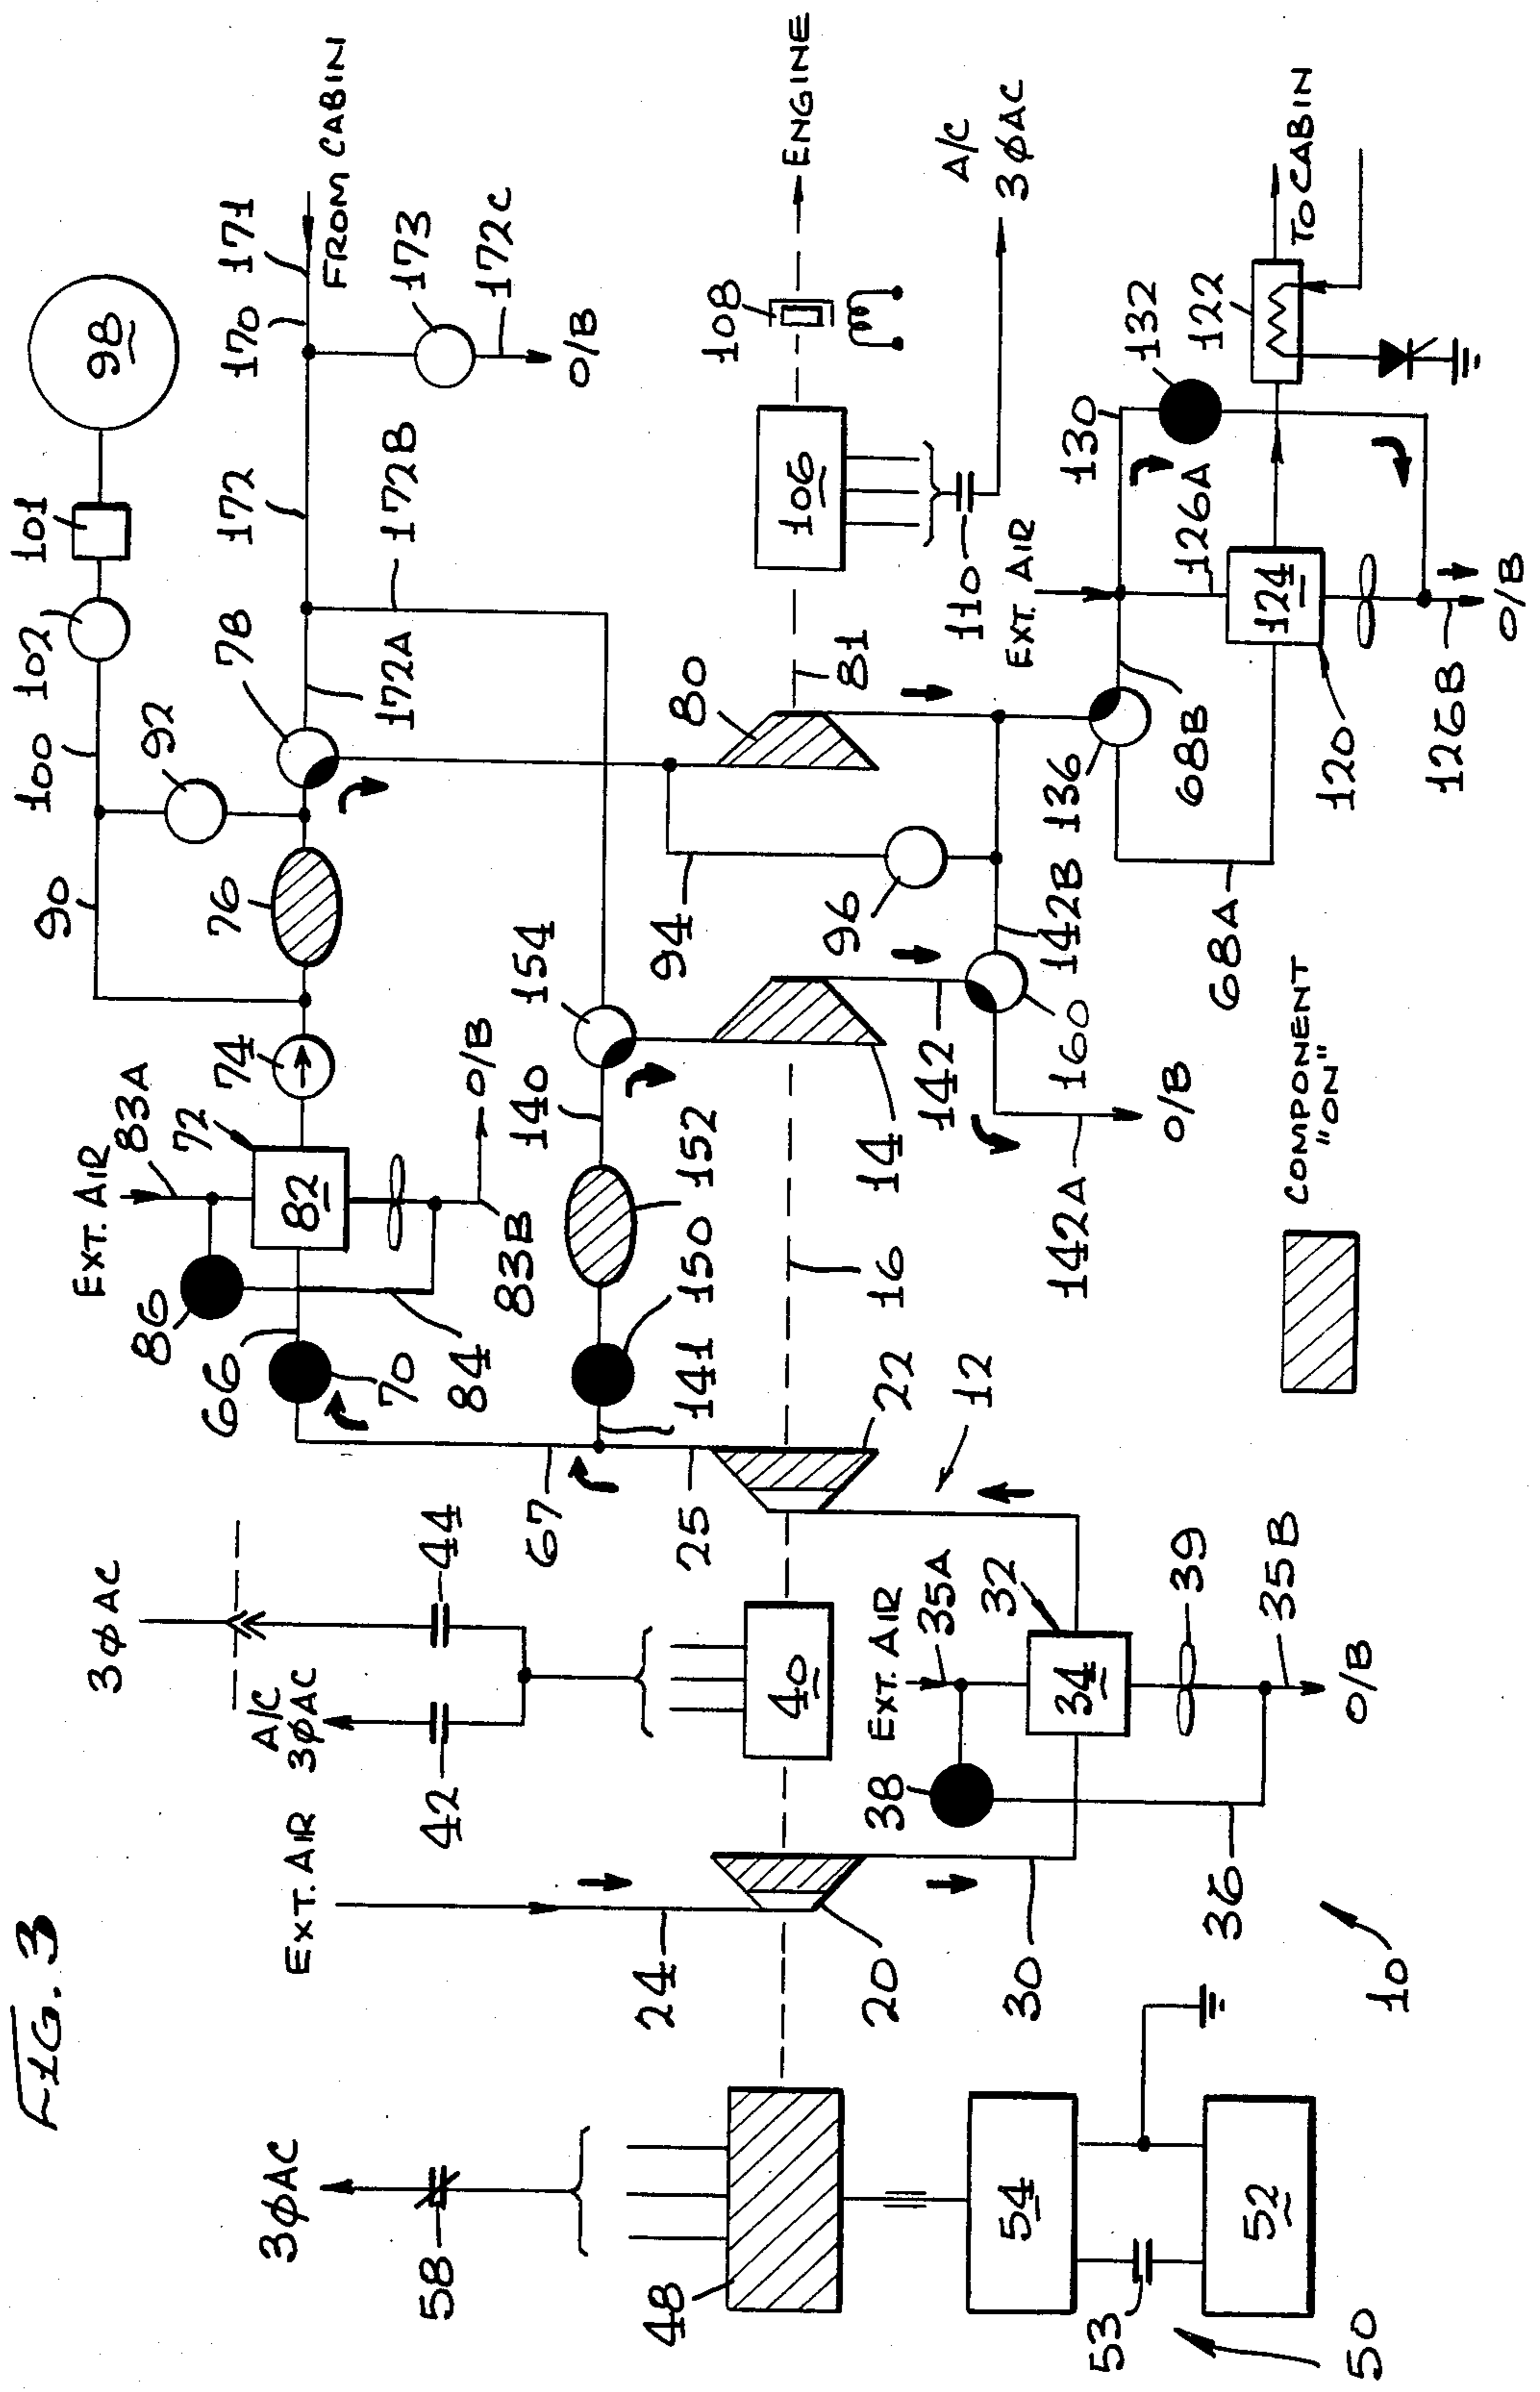 FIG. 3
98
101
102
100
90
92
78
76
74
72
83A
EXT. AIR
82
86
66
70
84
83B
O/B
FROM CABIN
171
170
172
173
172C
O/B
172A
172B
154
140
152
150
141
67
25
3ϕAC
44
A/C
3ϕAC
42
EXT. AIR
24
3ϕAC
58
48
54
53
52
50
20
30
40
22
12
16
14
80
81
94
96
106
108
ENGINE
110
A/C
3ϕAC
EXT. AIR
130
132
126A
122
TO CABIN
124
120
126B
O/B
136
68B
68A
142B
160
142
142A
O/B
EXT. AIR
35A
32
34
38
39
35B
O/B
36
10
COMPONENT
"ON"